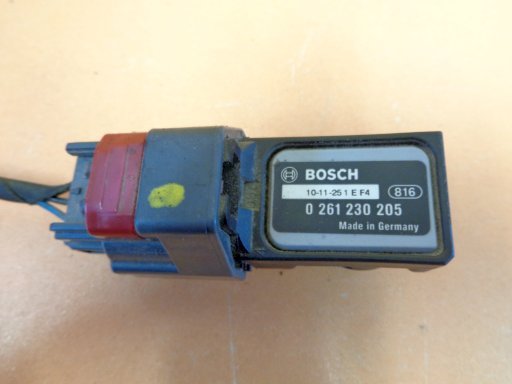 BOSCH
10-11-25 1 E F4 816
0 261 230 205
Made in Germany